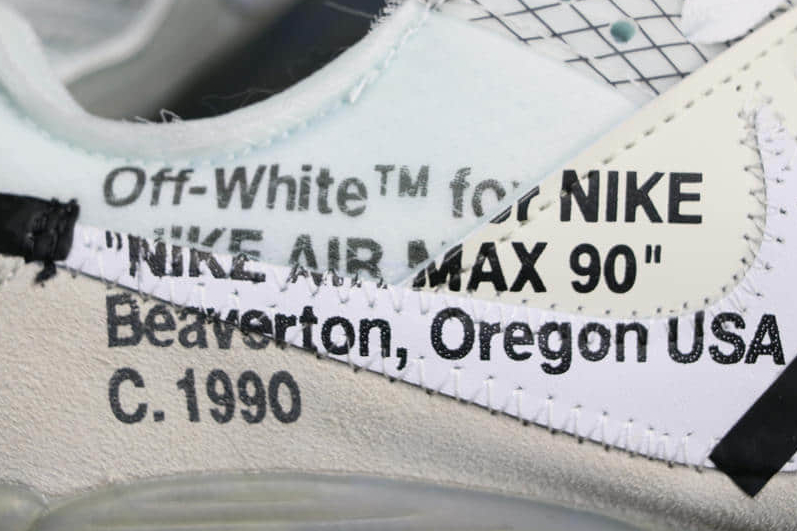 Off-White™ for NIKE
"NIKE AIR MAX 90"
Beaverton, Oregon USA
C. 1990